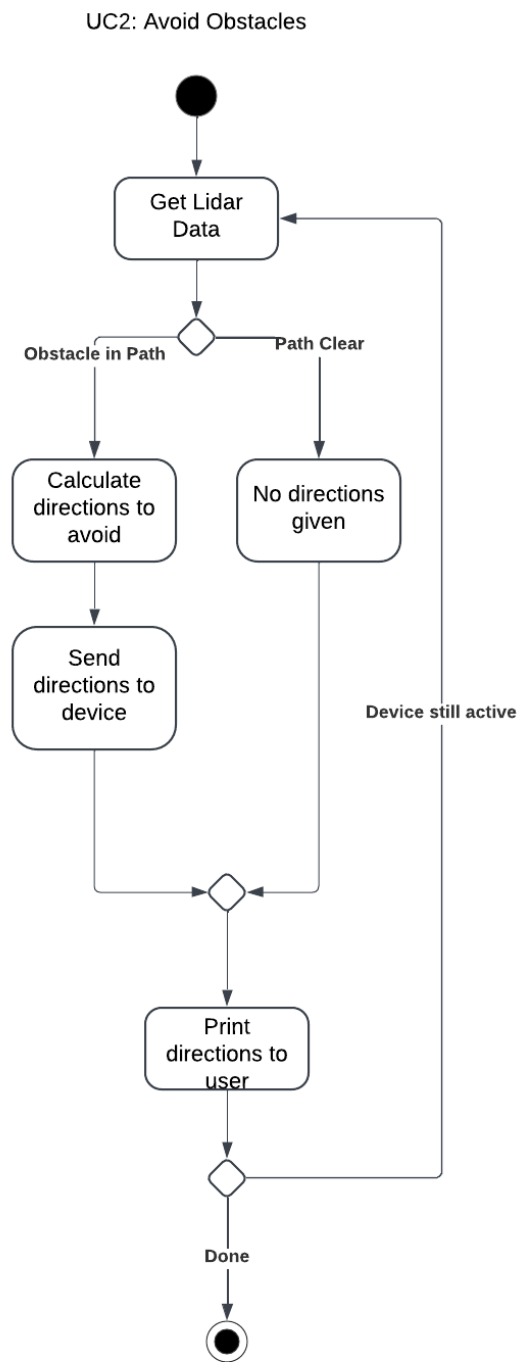 UC2: Avoid Obstacles
Get Lidar
Data
Obstacle in Path
Path Clear
Calculate
directions to
avoid
No directions
given
Send
directions to
device
Device still active
Print
directions to
user
Done